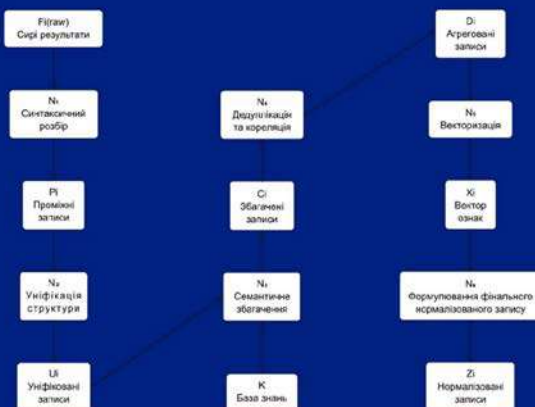 Fi(raw)
Сирі результати
N₁
Синтаксичний
розбір
Pi
Проміжні
записи
N₂
Уніфікація
структури
Ui
Уніфіковані
записи
N₄
Дедуплікація
та кореляція
Ci
Збагачені
записи
N₃
Семантичне
збагачення
K
База знань
Di
Агреговані
записи
N₅
Векторизація
Xi
Вектор
ознак
Формулювання фінального
нормалізованого запису
Zi
Нормалізовані
записи